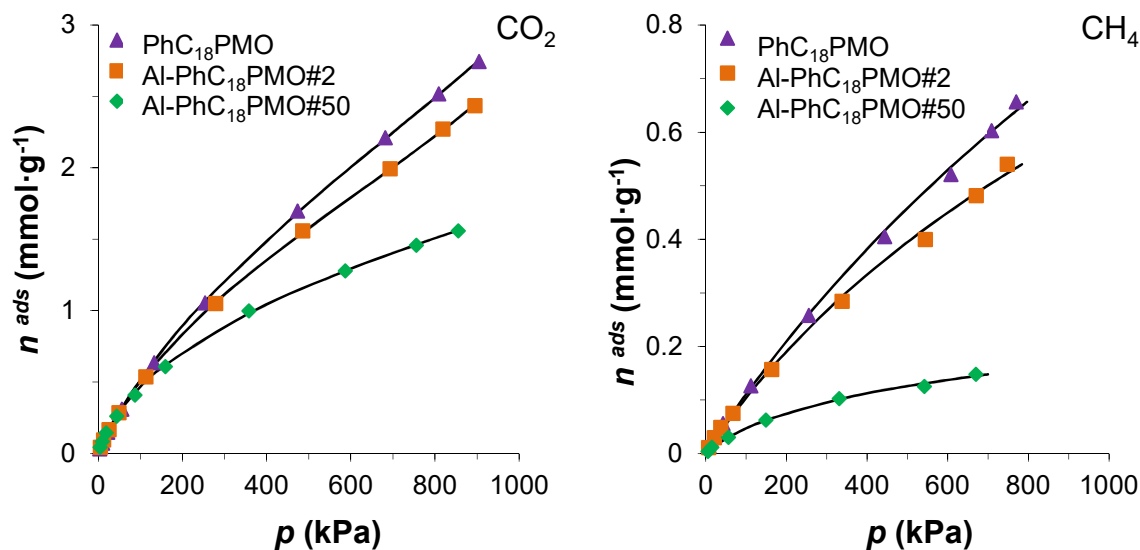 CO₂
PhC₁₈PMO
Al-PhC₁₈PMO#2
Al-PhC₁₈PMO#50
3
2
1
0
n ᵃᵈˢ (mmol·g⁻¹)
0 200 400 600 800 1000
p (kPa)
CH₄
PhC₁₈PMO
Al-PhC₁₈PMO#2
Al-PhC₁₈PMO#50
0.8
0.6
0.4
0.2
0
n ᵃᵈˢ (mmol·g⁻¹)
0 200 400 600 800 1000
p (kPa)